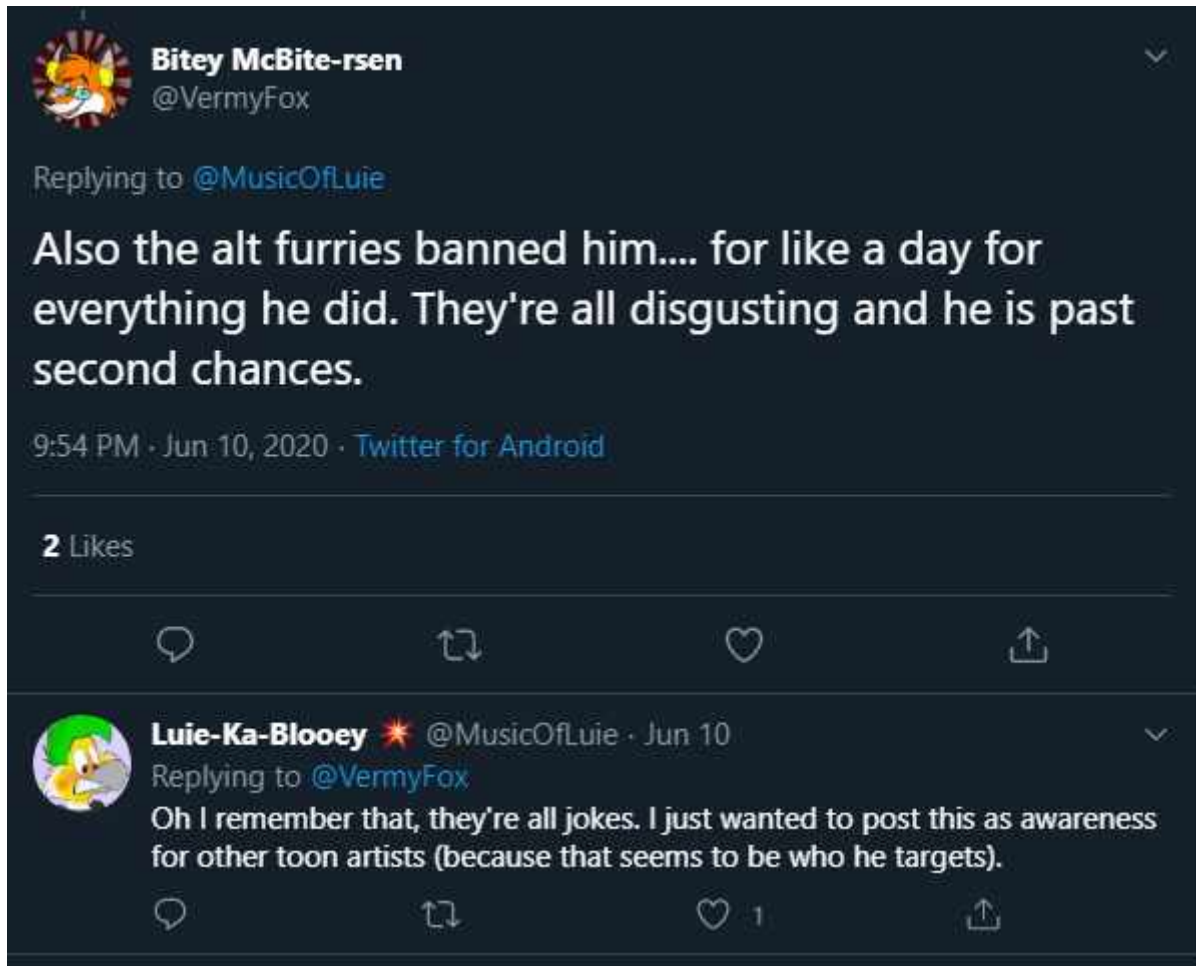 Bitey McBite-rsen
@VermyFox
Replying to @MusicOfLuie
Also the alt furries banned him.... for like a day for
everything he did. They're all disgusting and he is past
second chances.
9:54 PM · Jun 10, 2020 · Twitter for Android
2 Likes
Luie-Ka-Blooey 💥 @MusicOfLuie · Jun 10
Replying to @VermyFox
Oh I remember that, they're all jokes. I just wanted to post this as awareness
for other toon artists (because that seems to be who he targets).
1